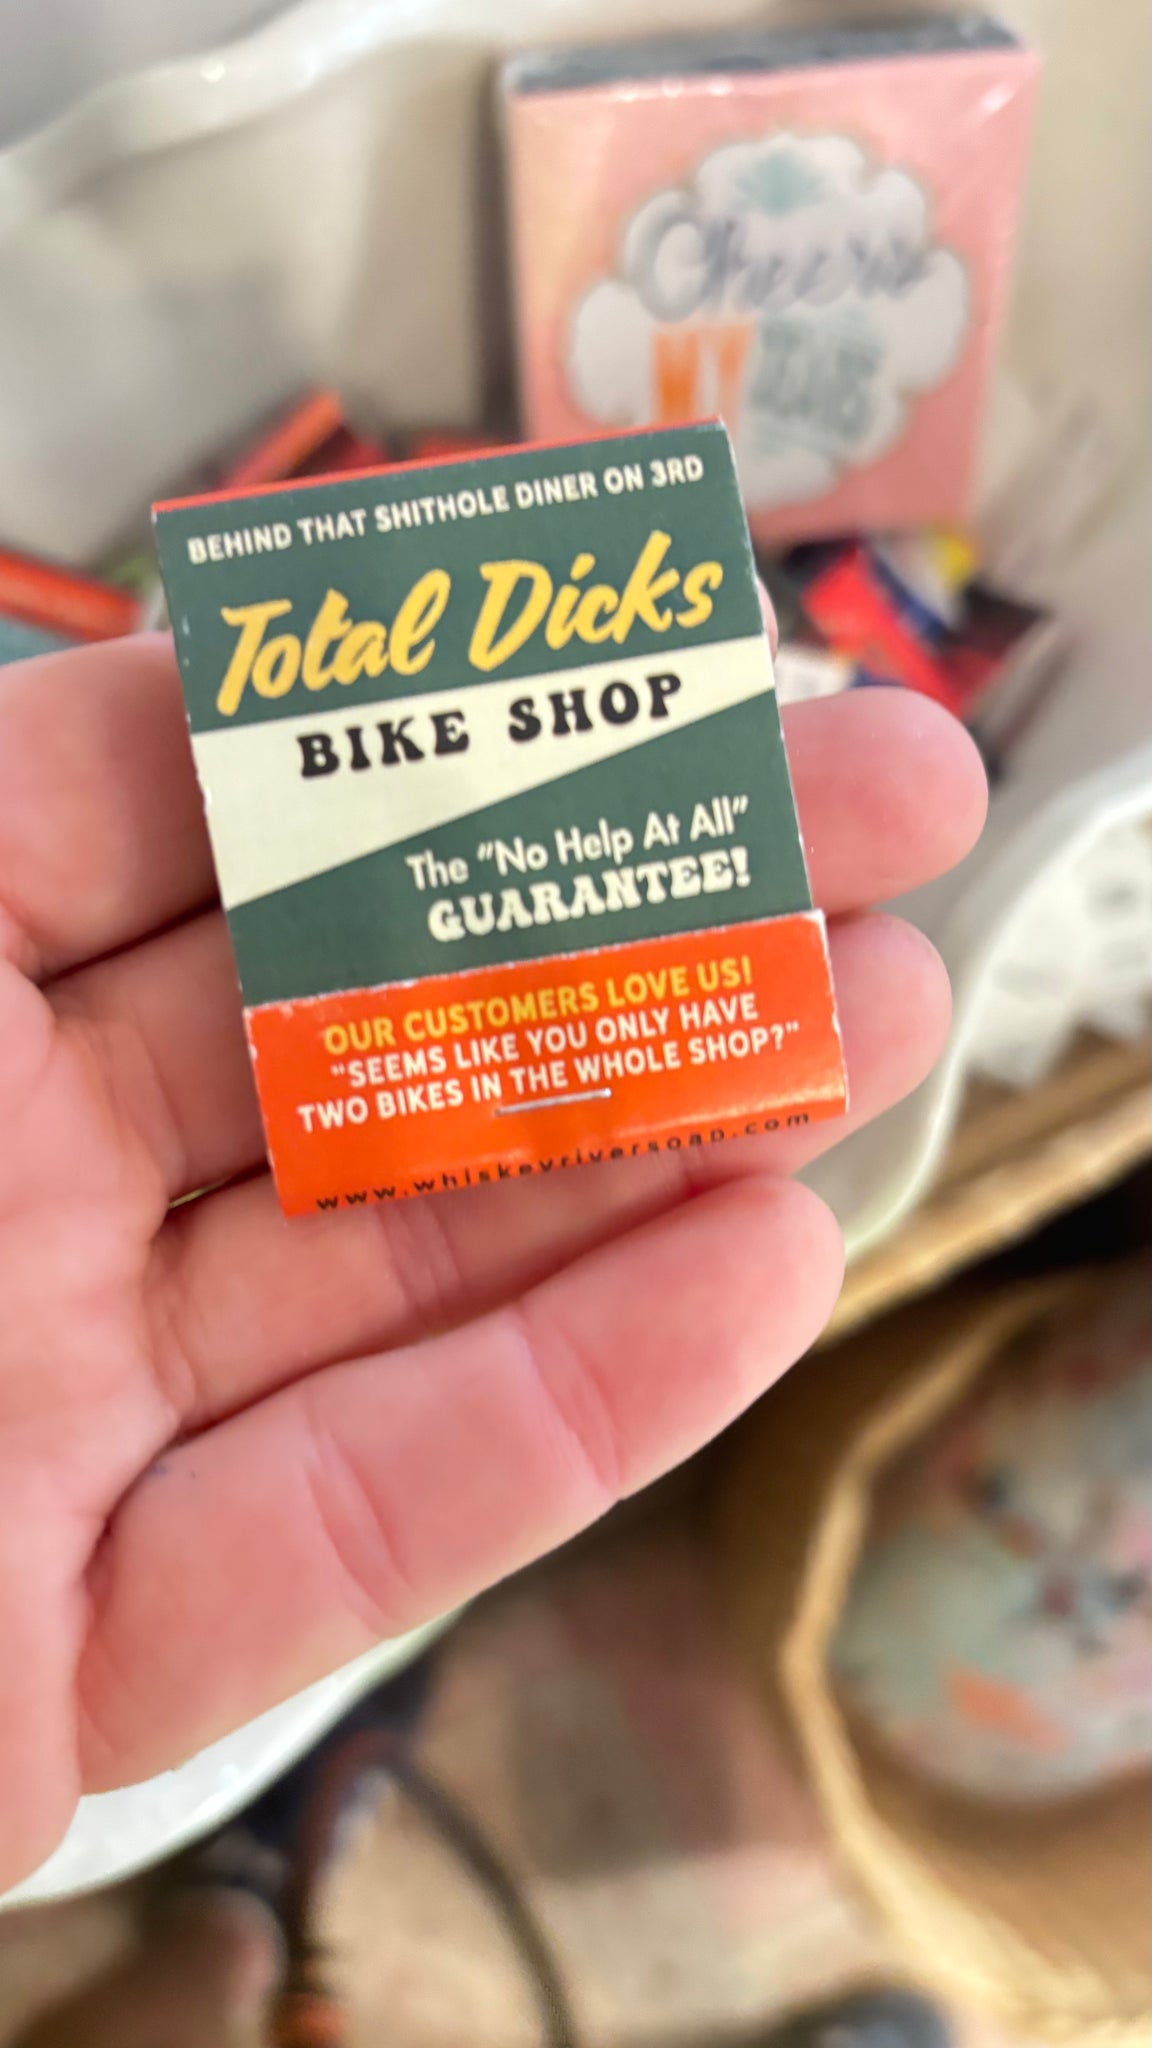 Cheers
MY
BEHIND THAT SHITHOLE DINER ON 3RD
Total Dicks
BIKE SHOP
The "No Help At All"
GUARANTEE!
OUR CUSTOMERS LOVE US!
"SEEMS LIKE YOU ONLY HAVE
TWO BIKES IN THE WHOLE SHOP?"
www.whiskeyriversoap.com